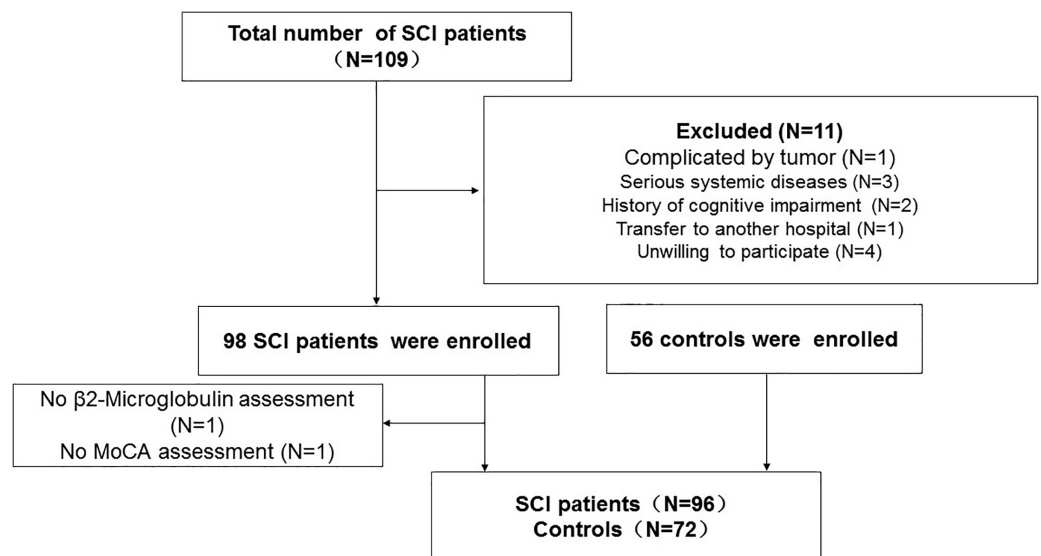 Total number of SCI patients
（N=109）
Excluded (N=11)
Complicated by tumor (N=1)
Serious systemic diseases (N=3)
History of cognitive impairment (N=2)
Transfer to another hospital (N=1)
Unwilling to participate (N=4)
98 SCI patients were enrolled
56 controls were enrolled
No β2-Microglobulin assessment
(N=1)
No MoCA assessment (N=1)
SCI patients（N=96）
Controls（N=72）